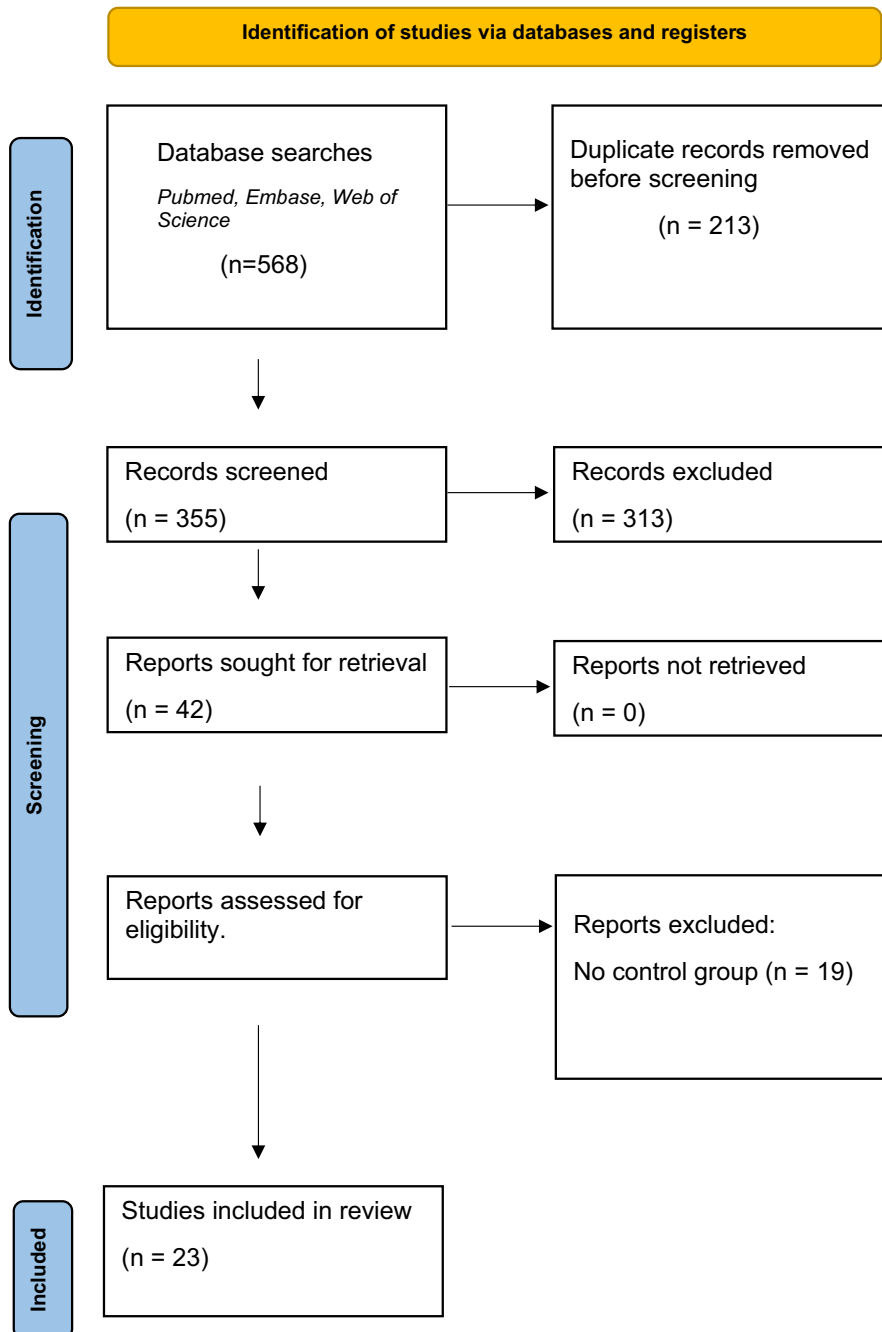 Identification of studies via databases and registers
Identification
Database searches
Pubmed, Embase, Web of
Science
(n=568)
Duplicate records removed
before screening
(n = 213)
Screening
Records screened
(n = 355)
Records excluded
(n = 313)
Reports sought for retrieval
(n = 42)
Reports not retrieved
(n = 0)
Reports assessed for
eligibility.
Reports excluded:
No control group (n = 19)
Included
Studies included in review
(n = 23)